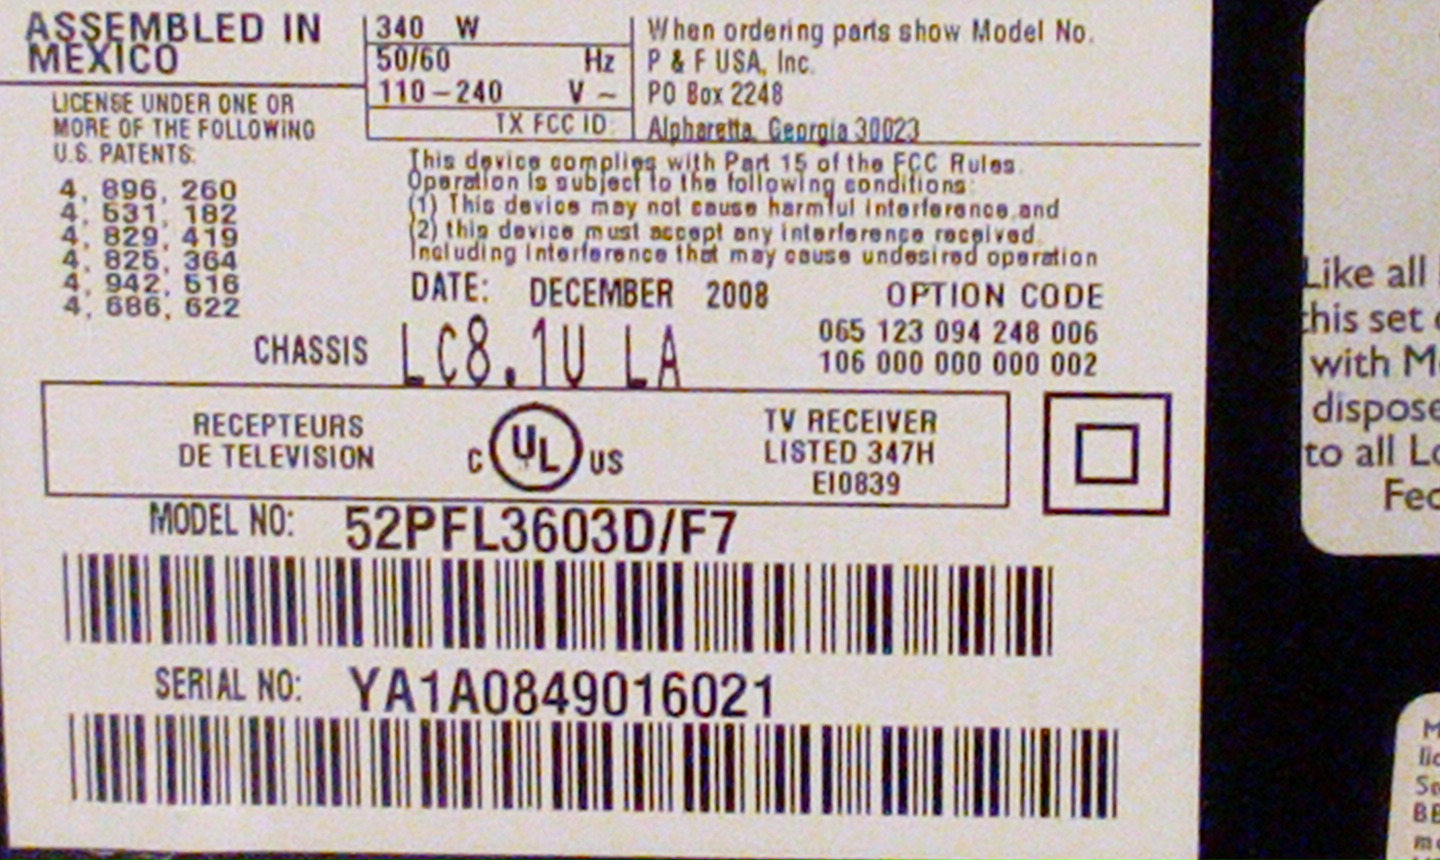 ASSEMBLED IN
MEXICO
LICENSE UNDER ONE OR
MORE OF THE FOLLOWING
U.S. PATENTS:
4, 896, 260
4, 531, 182
4, 829, 419
4, 825, 364
4, 942, 516
4, 686, 622
340 W
50/60 Hz
110-240 V ~
TX FCC ID:
When ordering parts show Model No.
P & F USA, Inc.
PO Box 2248
Alpharetta, Georgia 30023
This device complies with Part 15 of the FCC Rules.
Operation is subject to the following conditions:
(1) This device may not cause harmful interference, and
(2) this device must accept any interference received,
Including interference that may cause undesired operation
DATE: DECEMBER 2008
OPTION CODE
065 123 094 248 006
106 000 000 000 002
CHASSIS LC8.1U LA
RECEPTEURS
DE TELEVISION
C UL US
TV RECEIVER
LISTED 347H
EI0839
MODEL NO: 52PFL3603D/F7
SERIAL NO: YA1A0849016021
Like all
this set
with
dispose
to all